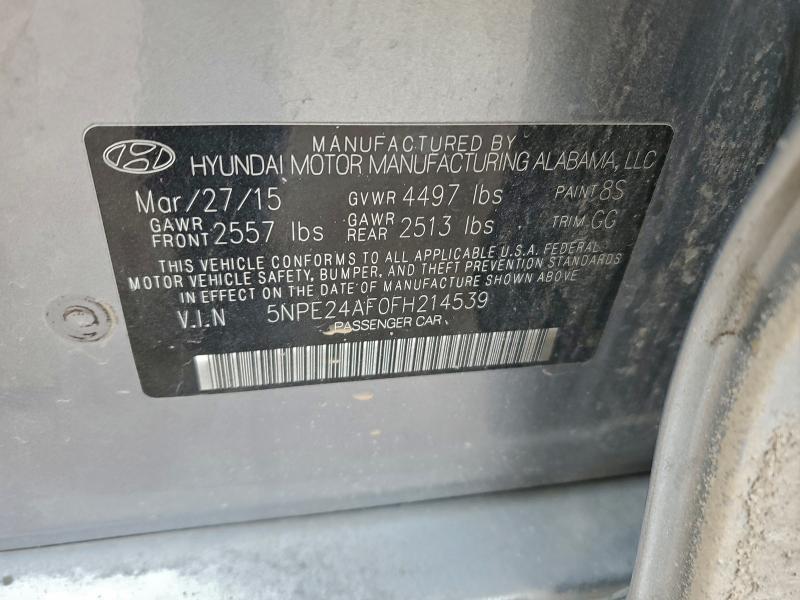 MANUFACTURED BY
HYUNDAI MOTOR MANUFACTURING ALABAMA, LLC
Mar/27/15 GVWR 4497 lbs PAINT 8S
GAWR FRONT 2557 lbs GAWR REAR 2513 lbs TRIM GG
THIS VEHICLE CONFORMS TO ALL APPLICABLE U.S.A. FEDERAL
MOTOR VEHICLE SAFETY, BUMPER, AND THEFT PREVENTION STANDARDS
IN EFFECT ON THE DATE OF MANUFACTURE SHOWN ABOVE
V.I.N 5NPE24AF0FH214539
PASSENGER CAR